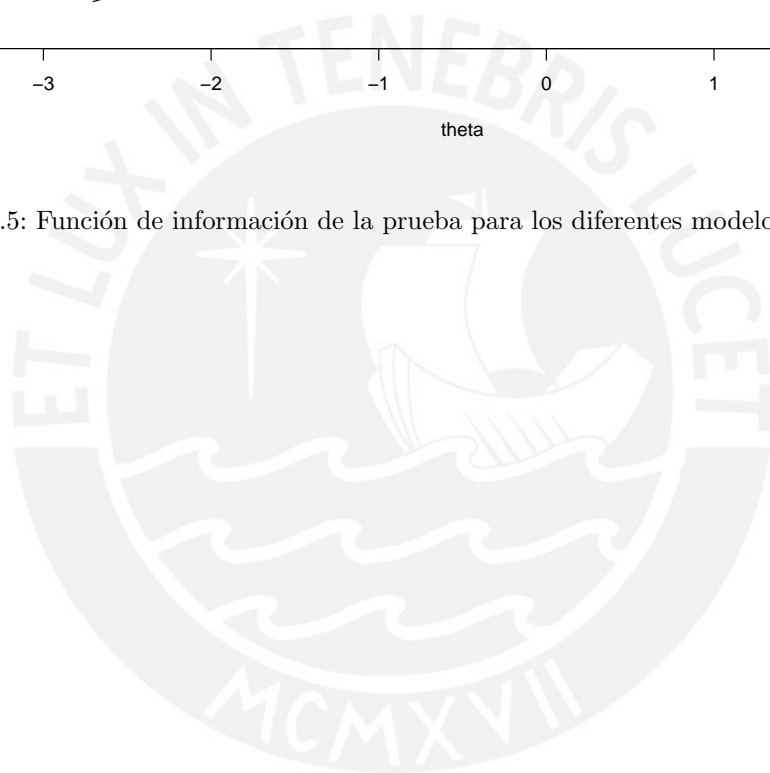 −3 −2 −1 0 1
theta
.5: Función de información de la prueba para los diferentes modelo
ET LUX IN TENEBRIS LUCET
MCMXVII